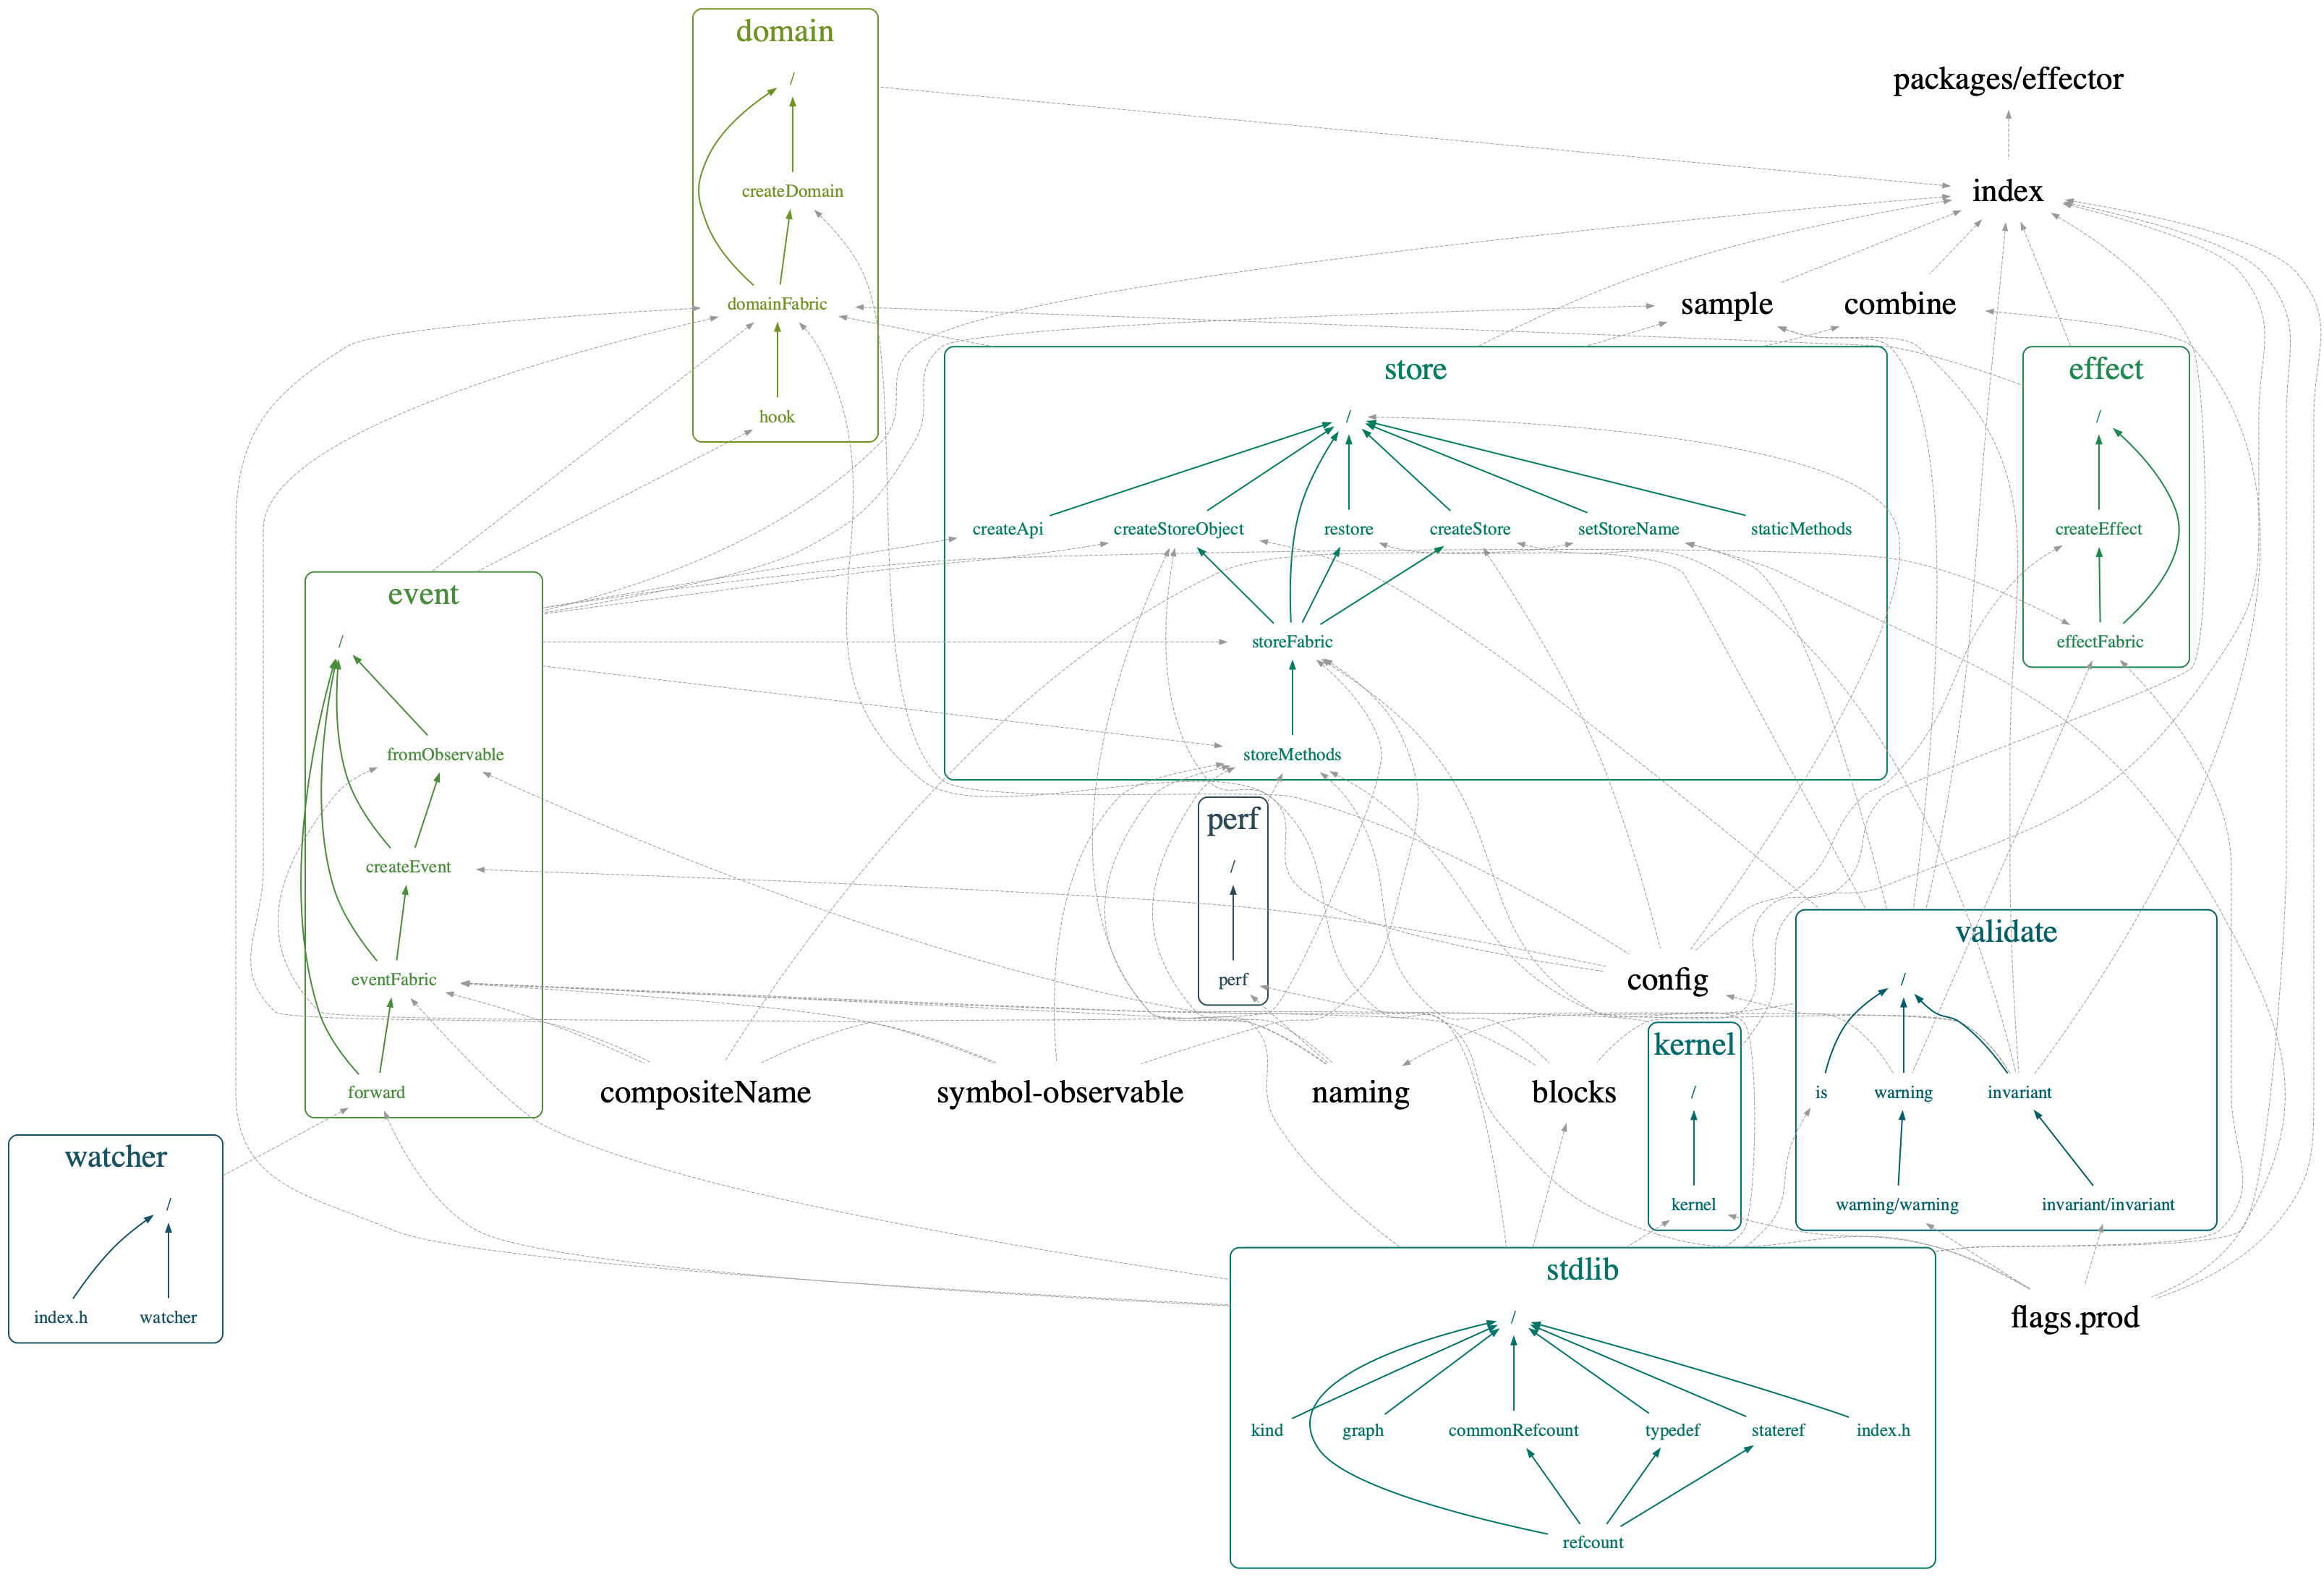 domain
/
createDomain
domainFabric
hook
packages/effector
index
sample
combine
store
/
createApi
createStoreObject
restore
createStore
setStoreName
staticMethods
storeFabric
storeMethods
effect
/
createEffect
effectFabric
event
/
fromObservable
createEvent
eventFabric
forward
perf
/
perf
config
validate
/
is
warning
invariant
warning/warning
invariant/invariant
compositeName
symbol-observable
naming
blocks
kernel
/
kernel
watcher
/
index.h
watcher
stdlib
/
kind
graph
commonRefcount
typedef
stateref
index.h
refcount
flags.prod